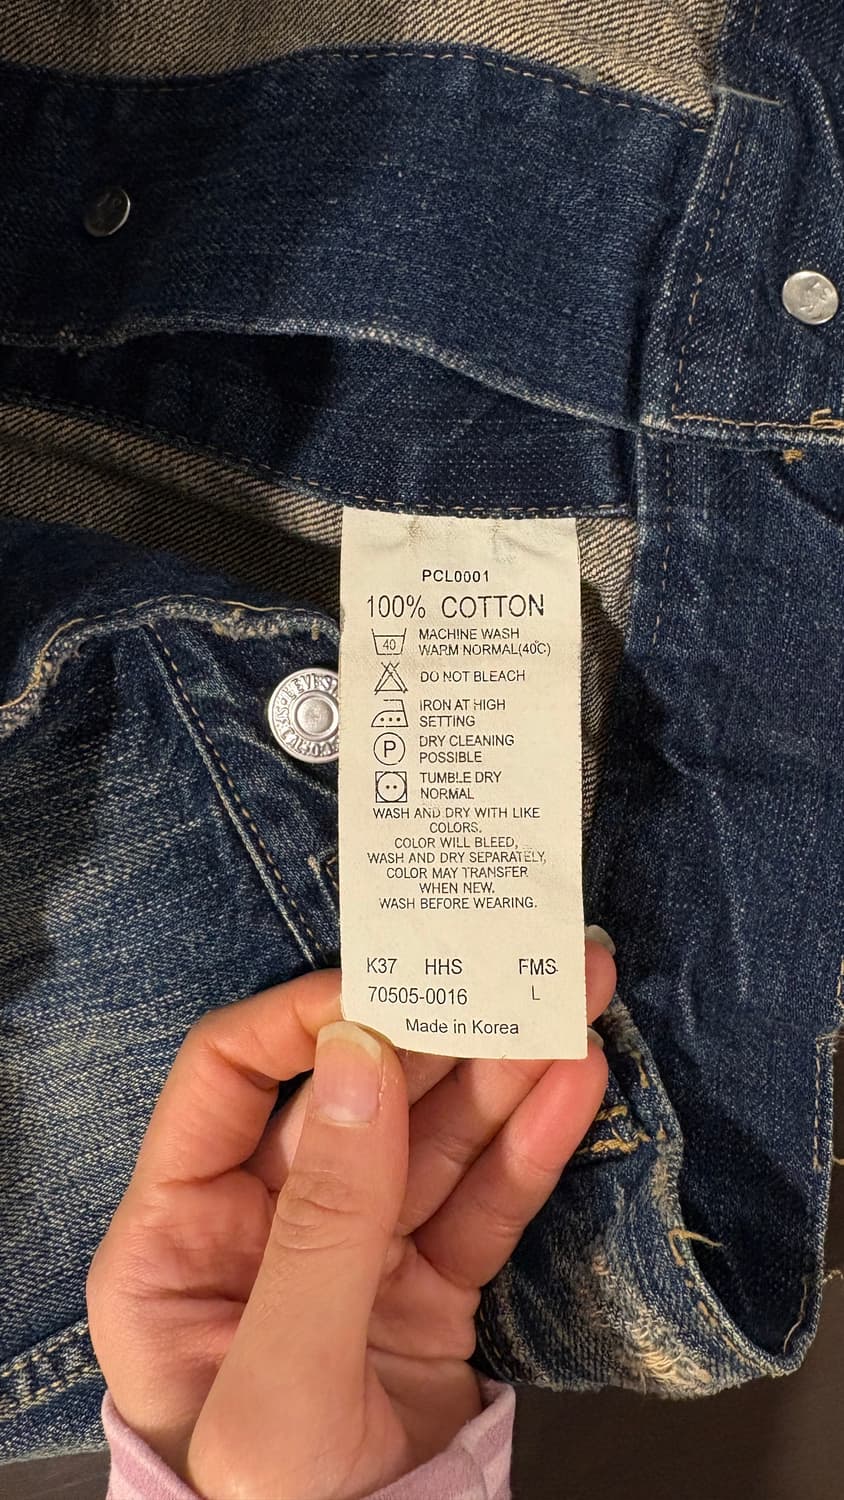 PCL0001
100% COTTON
40
MACHINE WASH
WARM NORMAL(40°C)
DO NOT BLEACH
IRON AT HIGH
SETTING
P
DRY CLEANING
POSSIBLE
TUMBLE DRY
NORMAL
WASH AND DRY WITH LIKE
COLORS.
COLOR WILL BLEED,
WASH AND DRY SEPARATELY,
COLOR MAY TRANSFER
WHEN NEW.
WASH BEFORE WEARING.
K37 HHS FMS
70505-0016 L
Made in Korea